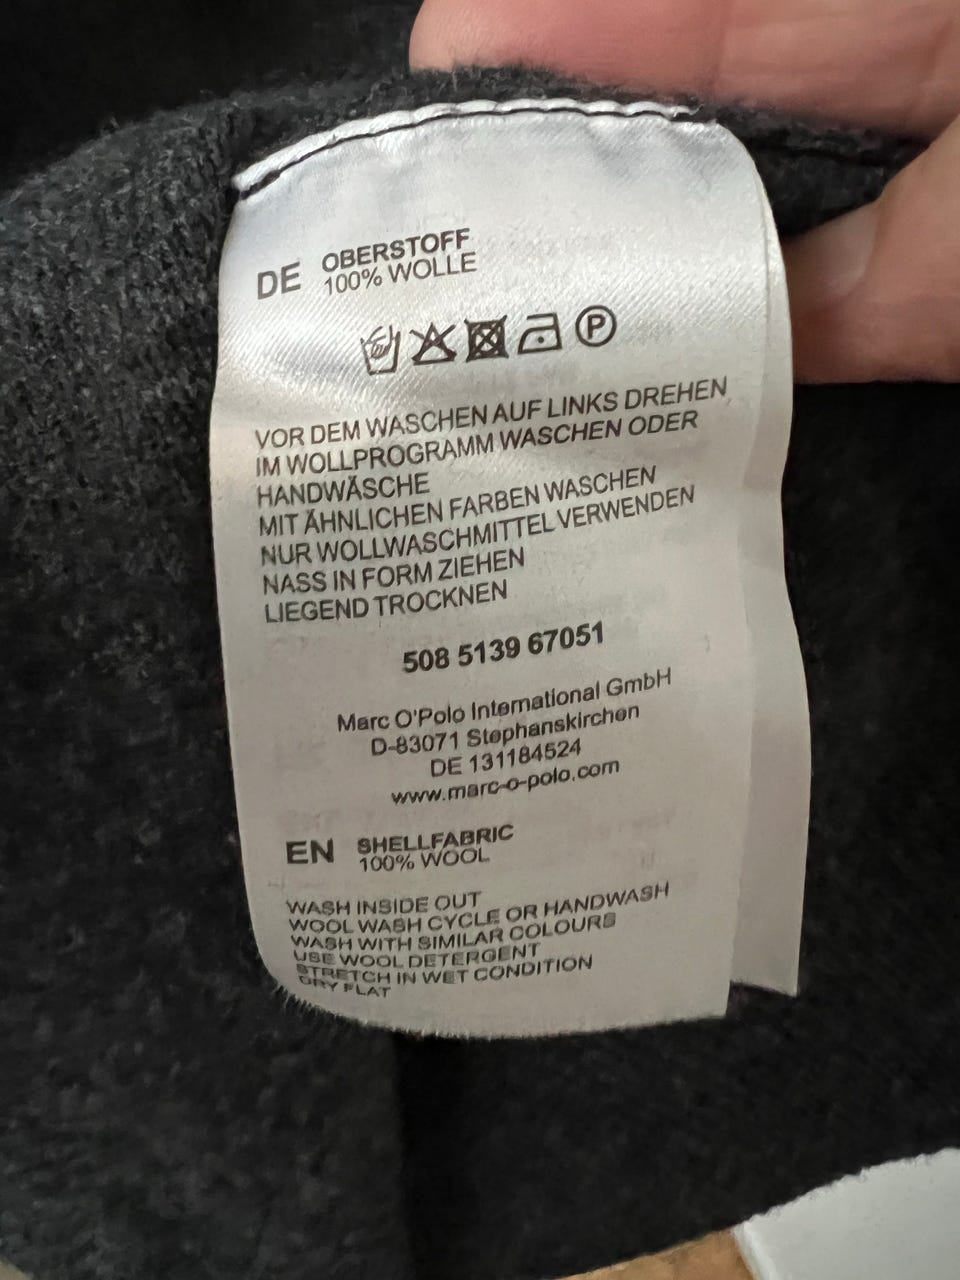 DE OBERSTOFF
100% WOLLE
P
VOR DEM WASCHEN AUF LINKS DREHEN
IM WOLLPROGRAMM WASCHEN ODER
HANDWÄSCHE
MIT ÄHNLICHEN FARBEN WASCHEN
NUR WOLLWASCHMITTEL VERWENDEN
NASS IN FORM ZIEHEN
LIEGEND TROCKNEN
508 5139 67051
Marc O'Polo International GmbH
D-83071 Stephanskirchen
DE 131184524
www.marc-o-polo.com
EN SHELLFABRIC
100% WOOL
WASH INSIDE OUT
WOOL WASH CYCLE OR HANDWASH
WASH WITH SIMILAR COLOURS
USE WOOL DETERGENT
STRETCH IN WET CONDITION
DRY FLAT